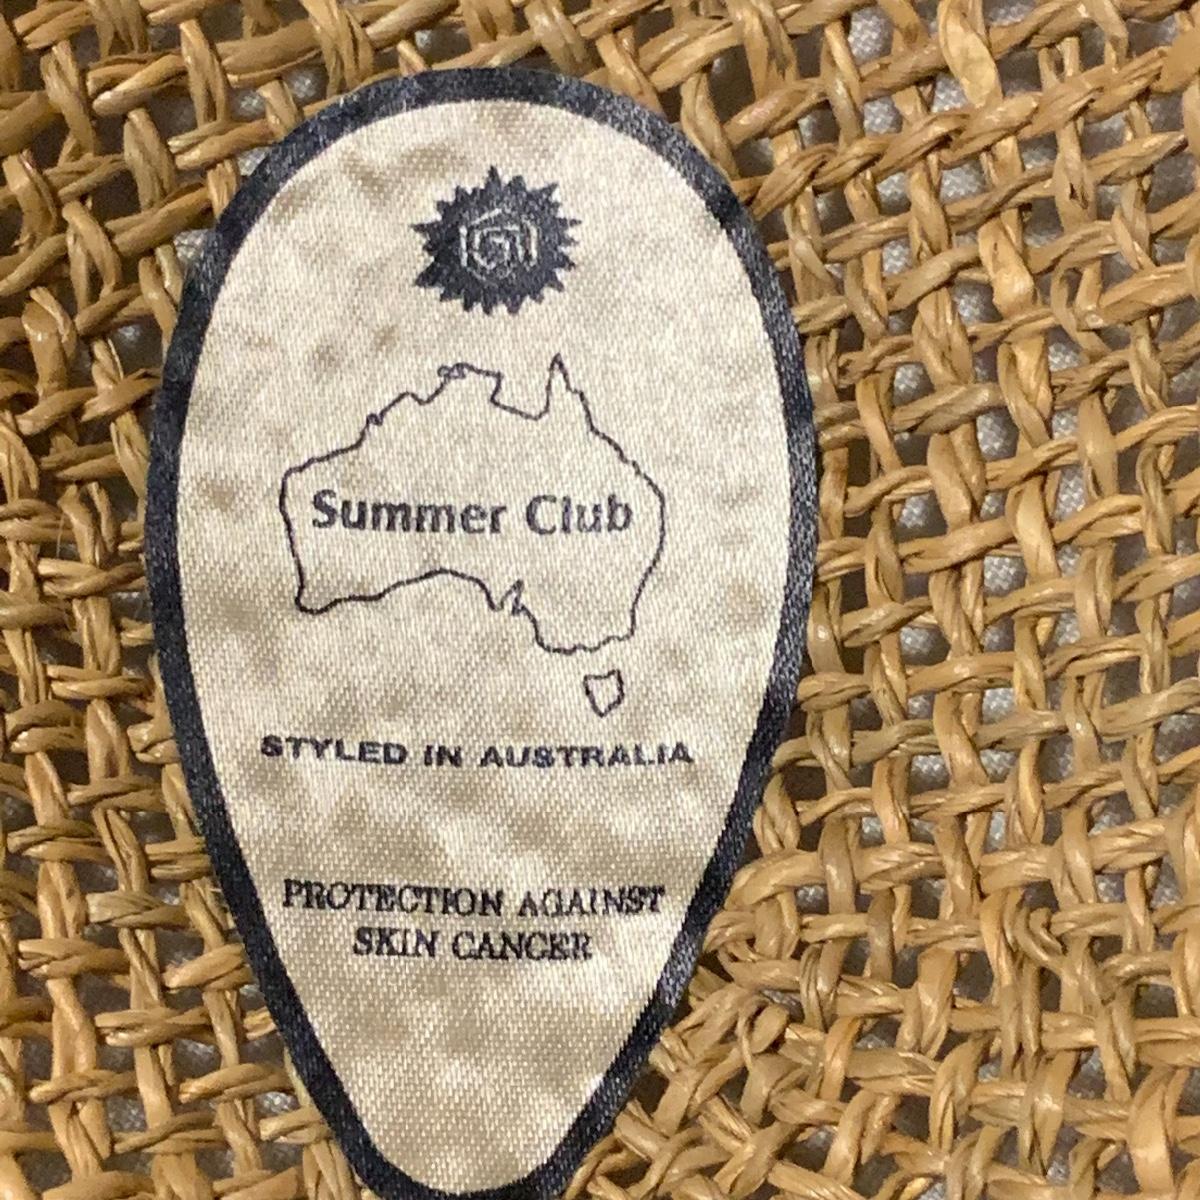 Summer Club
STYLED IN AUSTRALIA
PROTECTION AGAINST
SKIN CANCER